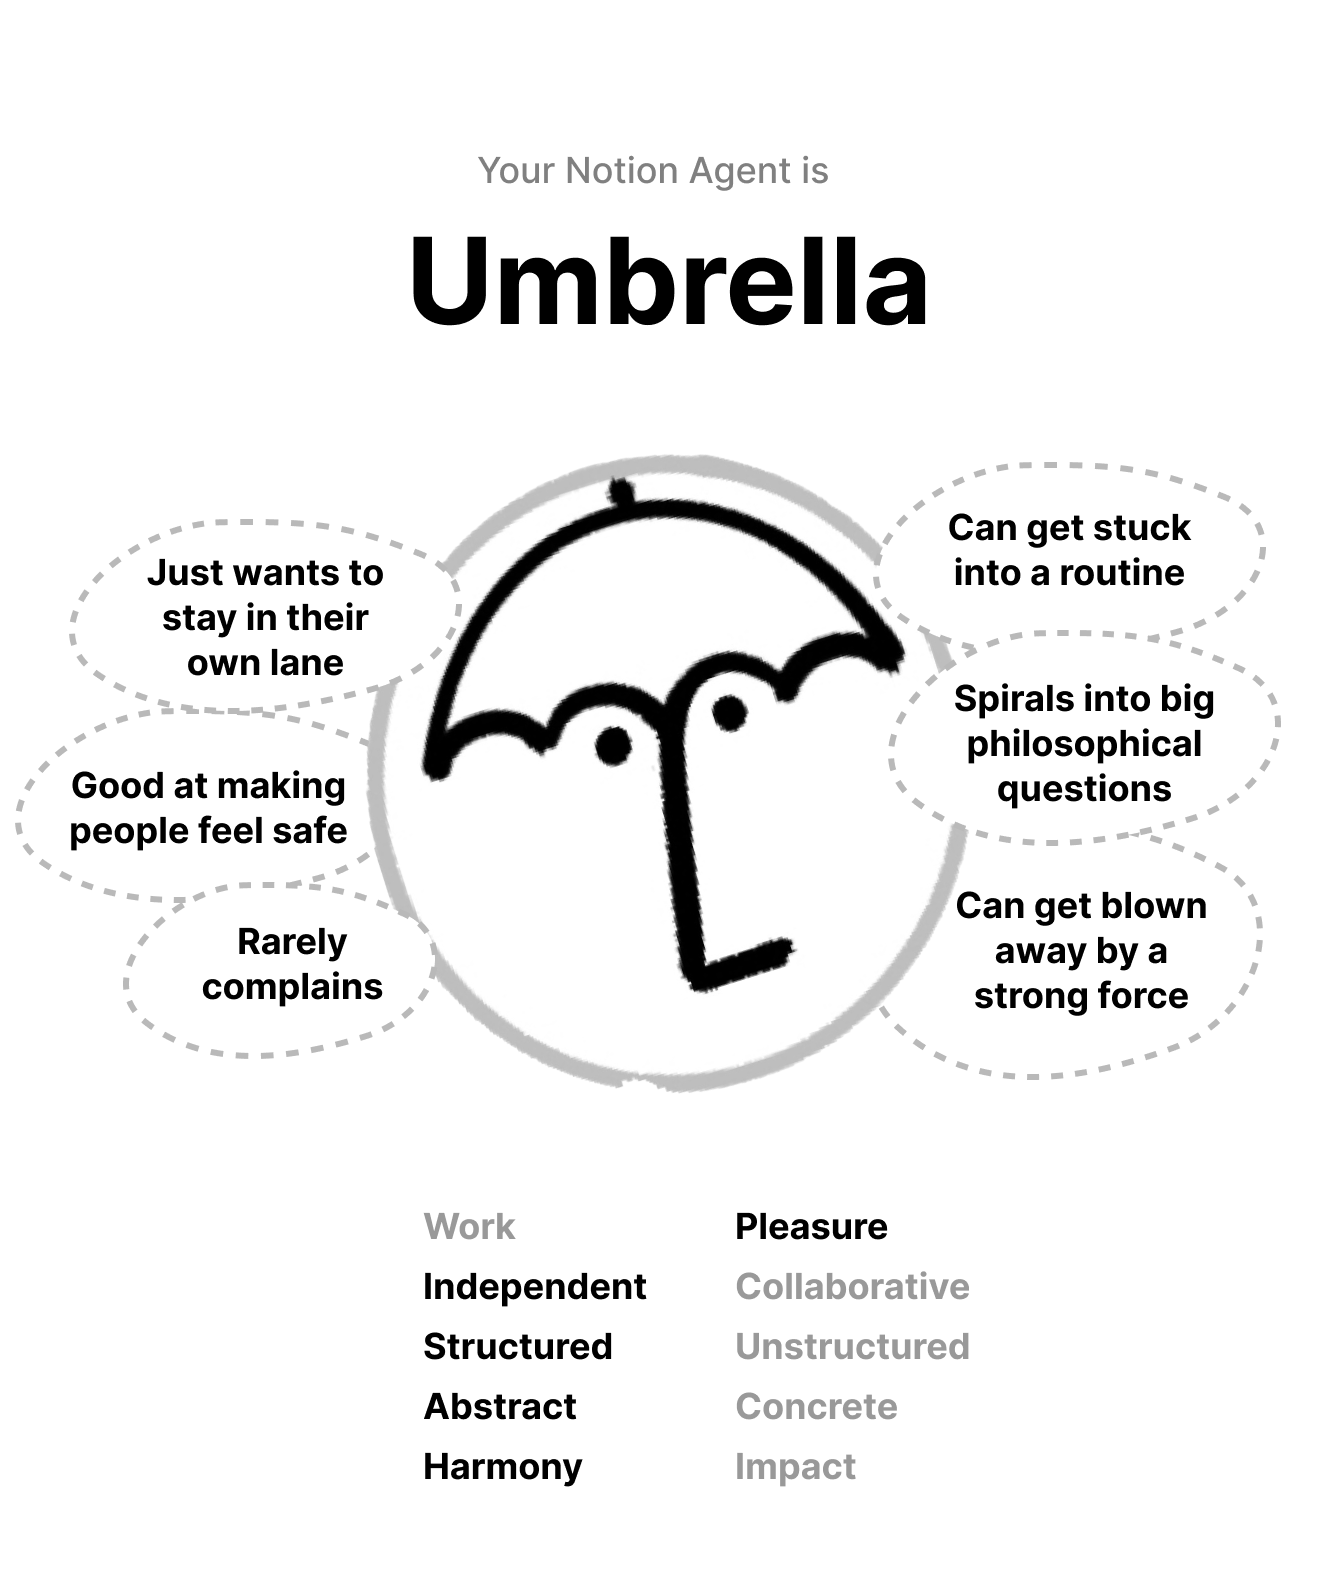 Your Notion Agent is
Umbrella
Just wants to
stay in their
own lane
Good at making
people feel safe
Rarely
complains
Can get stuck
into a routine
Spirals into big
philosophical
questions
Can get blown
away by a
strong force
Work Pleasure
Independent Collaborative
Structured Unstructured
Abstract Concrete
Harmony Impact